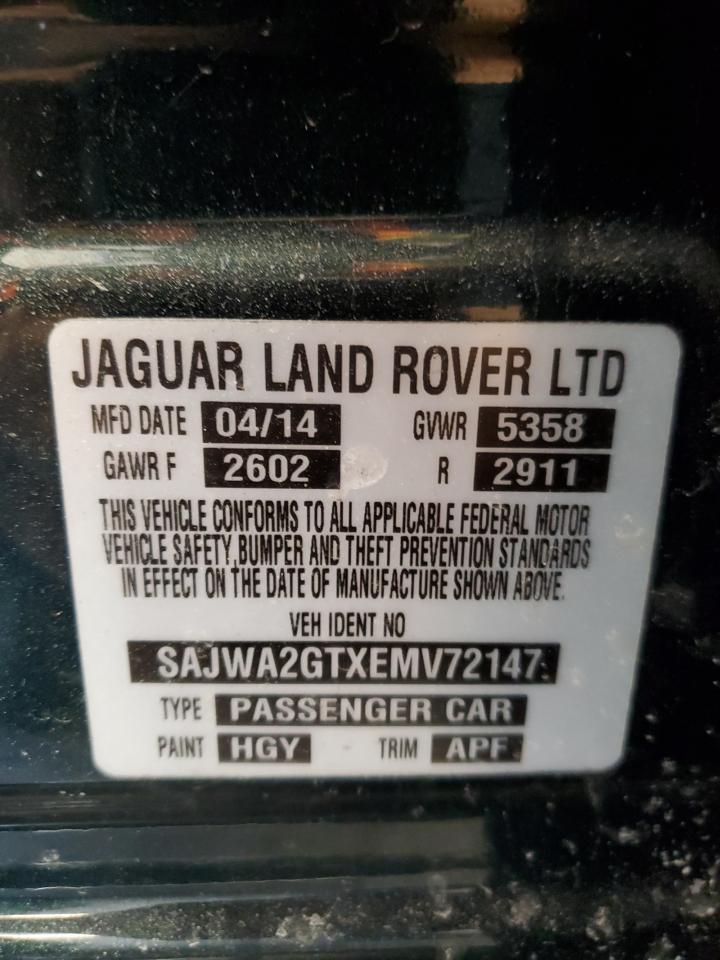 JAGUAR LAND ROVER LTD
MFD DATE 04/14 GVWR 5358
GAWR F 2602 R 2911
THIS VEHICLE CONFORMS TO ALL APPLICABLE FEDERAL MOTOR
VEHICLE SAFETY, BUMPER AND THEFT PREVENTION STANDARDS
IN EFFECT ON THE DATE OF MANUFACTURE SHOWN ABOVE.
VEH IDENT NO
SAJWA2GTXEMV72147
TYPE PASSENGER CAR
PAINT HGY TRIM APF